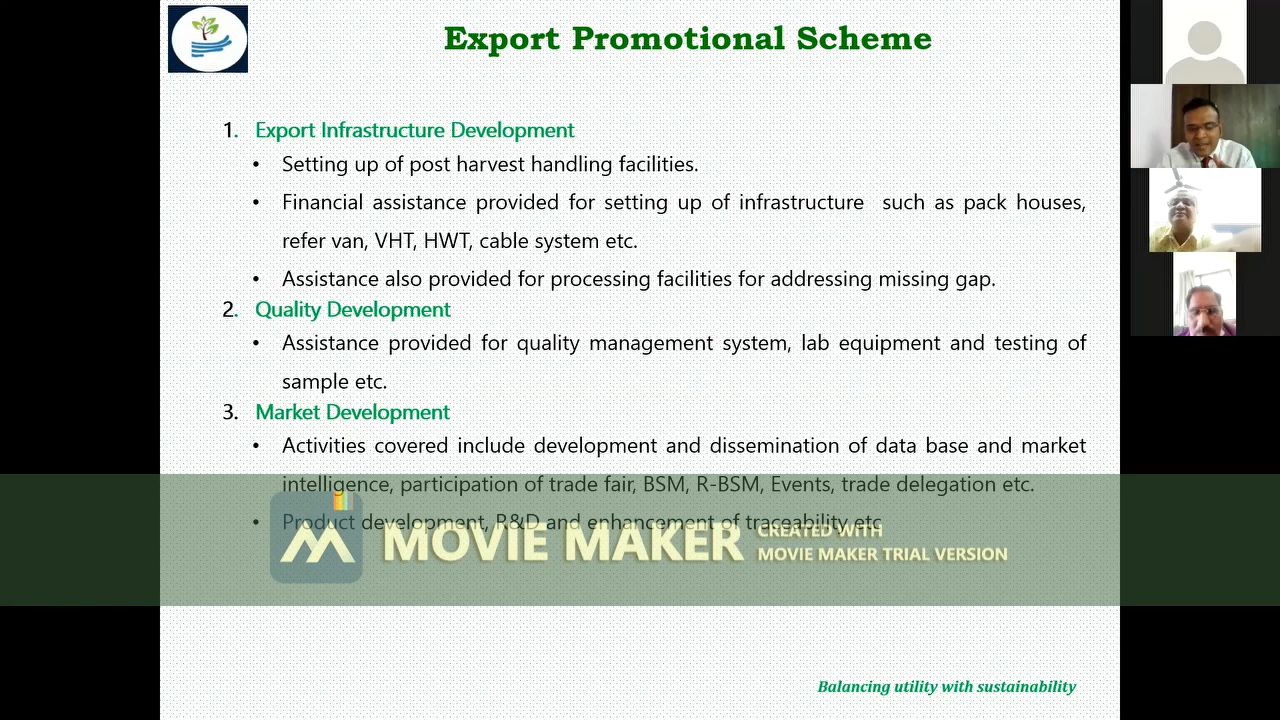 Export Promotional Scheme
1. Export Infrastructure Development
• Setting up of post harvest handling facilities.
• Financial assistance provided for setting up of infrastructure such as pack houses,
refer van, VHT, HWT, cable system etc.
• Assistance also provided for processing facilities for addressing missing gap.
2. Quality Development
• Assistance provided for quality management system, lab equipment and testing of
sample etc.
3. Market Development
• Activities covered include development and dissemination of data base and market
intelligence, participation of trade fair, BSM, R-BSM, Events, trade delegation etc.
• Product development, R&D and enhancement of traceability etc
MOVIE MAKER
CREATED WITH
MOVIE MAKER TRIAL VERSION
Balancing utility with sustainability